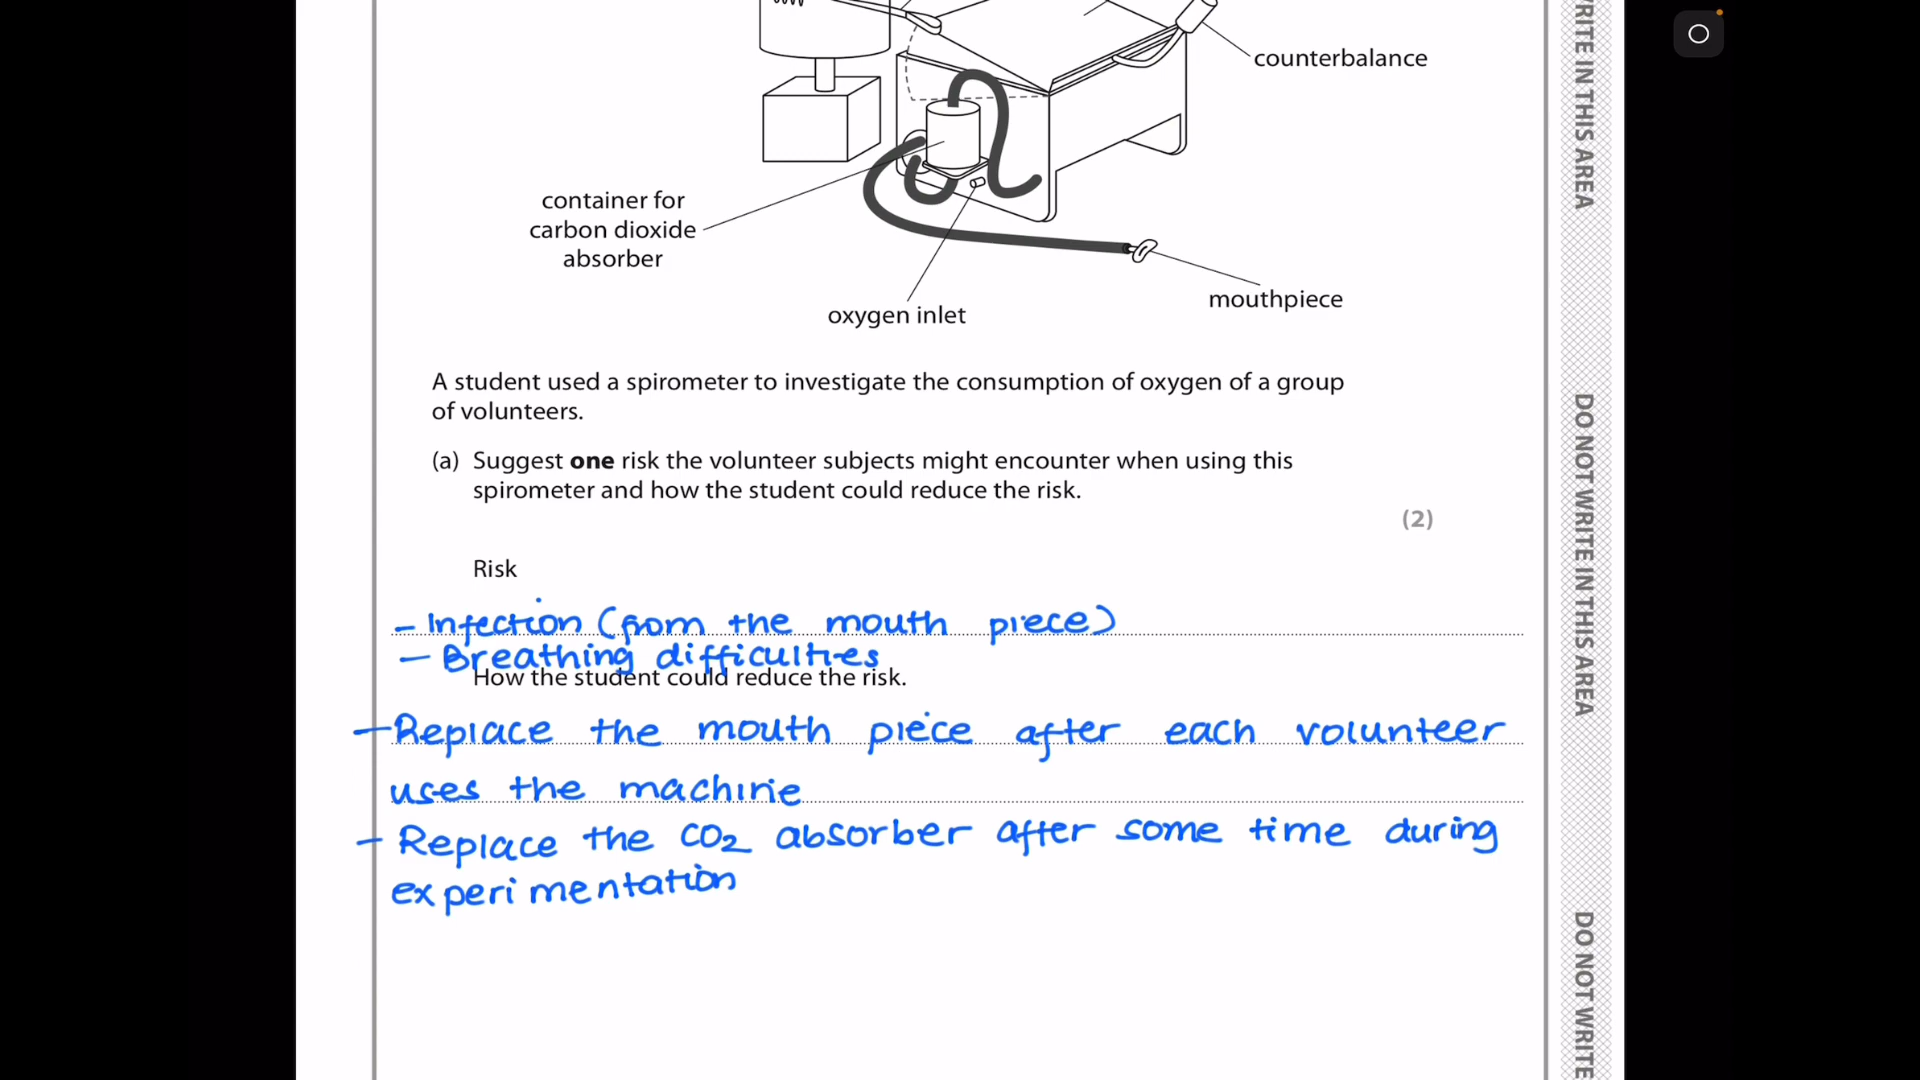 counterbalance
container for
carbon dioxide
absorber
oxygen inlet
mouthpiece
A student used a spirometer to investigate the consumption of oxygen of a group
of volunteers.
(a) Suggest one risk the volunteer subjects might encounter when using this
spirometer and how the student could reduce the risk.
(2)
Risk
- Infection (from the mouth piece)
- Breathing difficulties
How the student could reduce the risk.
- Replace the mouth piece after each volunteer
uses the machine
- Replace the CO2 absorber after some time during
experimentation
WRITE IN THIS AREA
DO NOT WRITE IN THIS AREA
DO NOT WRITE